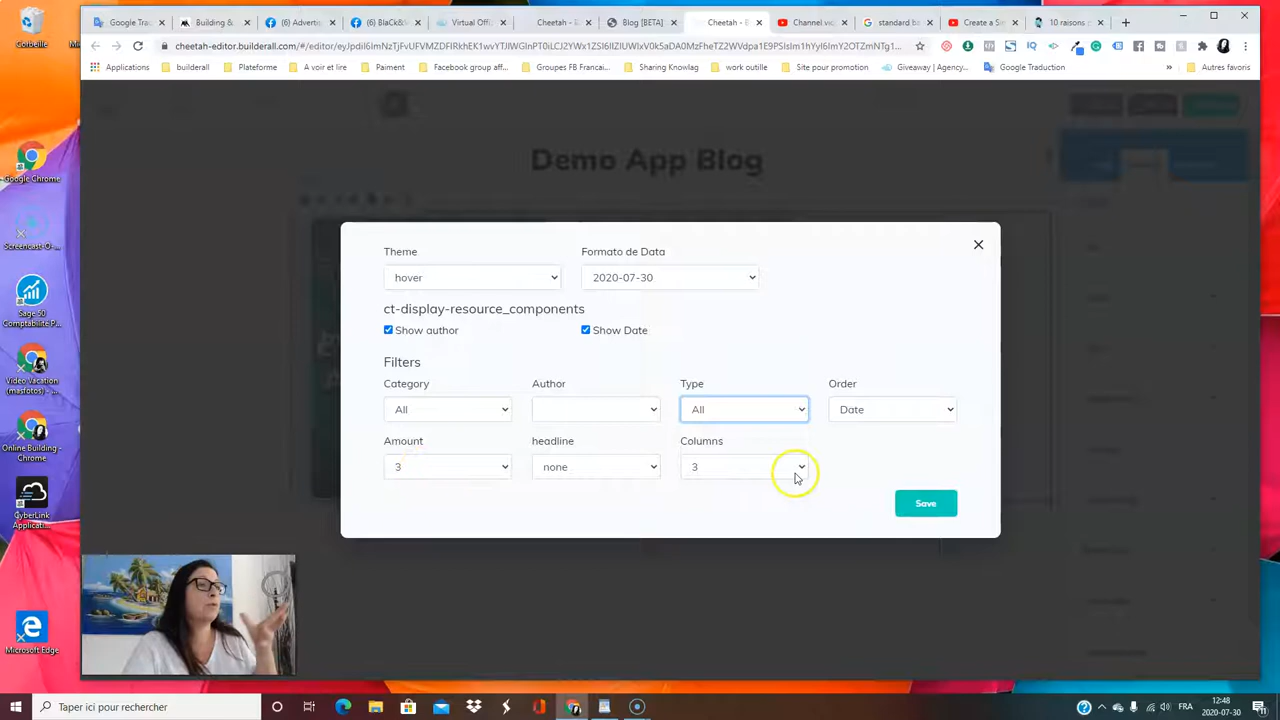 Corbeille
Google Trad
Building &
(6) Adverti
(6) BlaCk&
Virtual Offi
Cheetah - B
Blog [BETA]
Cheetah - B
Channel vi
standard ba
Create a Si
10 raisons p
cheetah-editor.builderall.com/#/editor/
Applications
builderall
Plateforme
A voir et lire
Paiment
Facebook group aff...
Groupes FB Francai...
Sharing Knowlag
work outille
Site pour promotion
Giveaway | Agency...
Google Traduction
»
Autres favoris
Demo App Blog
Google Chrome
Screencast-O-...
Sage 50
Comptabilité P...
Video Vacation
(masfotos) -...
Online Building -
Chrome
CyberLink
Applicati...
Microsoft Edge
Theme
Formato de Data
hover
2020-07-30
ct-display-resource_components
Show author
Show Date
Filters
Category
Author
Type
Order
All
All
Date
Amount
headline
Columns
3
none
3
Save
Taper ici pour rechercher
FRA
12:48
2020-07-30